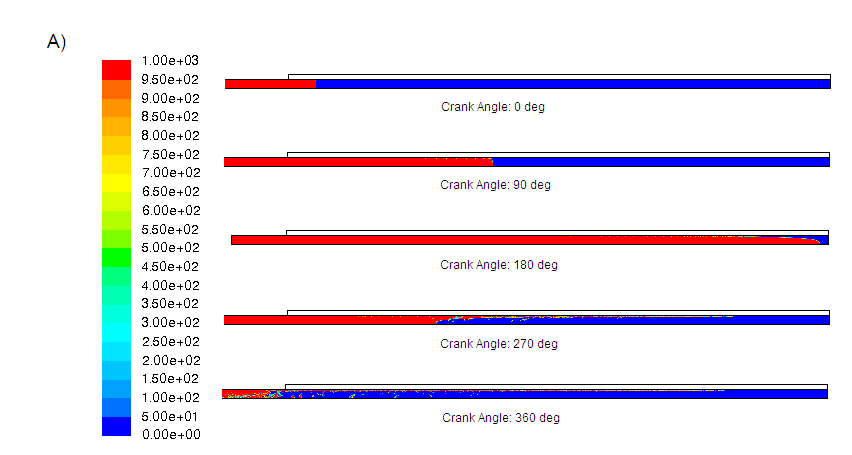 A)
1.00e+03
9.50e+02
9.00e+02
8.50e+02
8.00e+02
7.50e+02
7.00e+02
6.50e+02
6.00e+02
5.50e+02
5.00e+02
4.50e+02
4.00e+02
3.50e+02
3.00e+02
2.50e+02
2.00e+02
1.50e+02
1.00e+02
5.00e+01
0.00e+00
Crank Angle: 0 deg
Crank Angle: 90 deg
Crank Angle: 180 deg
Crank Angle: 270 deg
Crank Angle: 360 deg